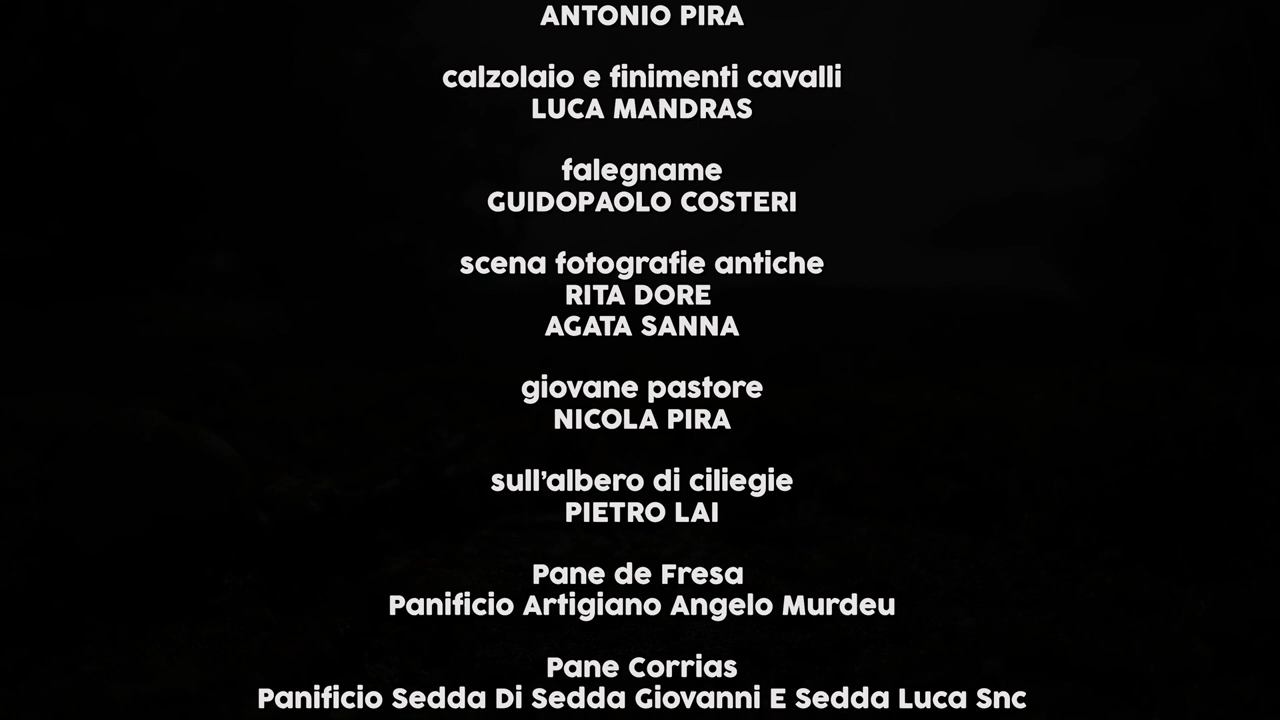 ANTONIO PIRA
calzolaio e finimenti cavalli
LUCA MANDRAS
falegname
GUIDOPAOLO COSTERI
scena fotografie antiche
RITA DORE
AGATA SANNA
giovane pastore
NICOLA PIRA
sull'albero di ciliegie
PIETRO LAI
Pane de Fresa
Panificio Artigiano Angelo Murdeu
Pane Corrias
Panificio Sedda Di Sedda Giovanni E Sedda Luca Snc